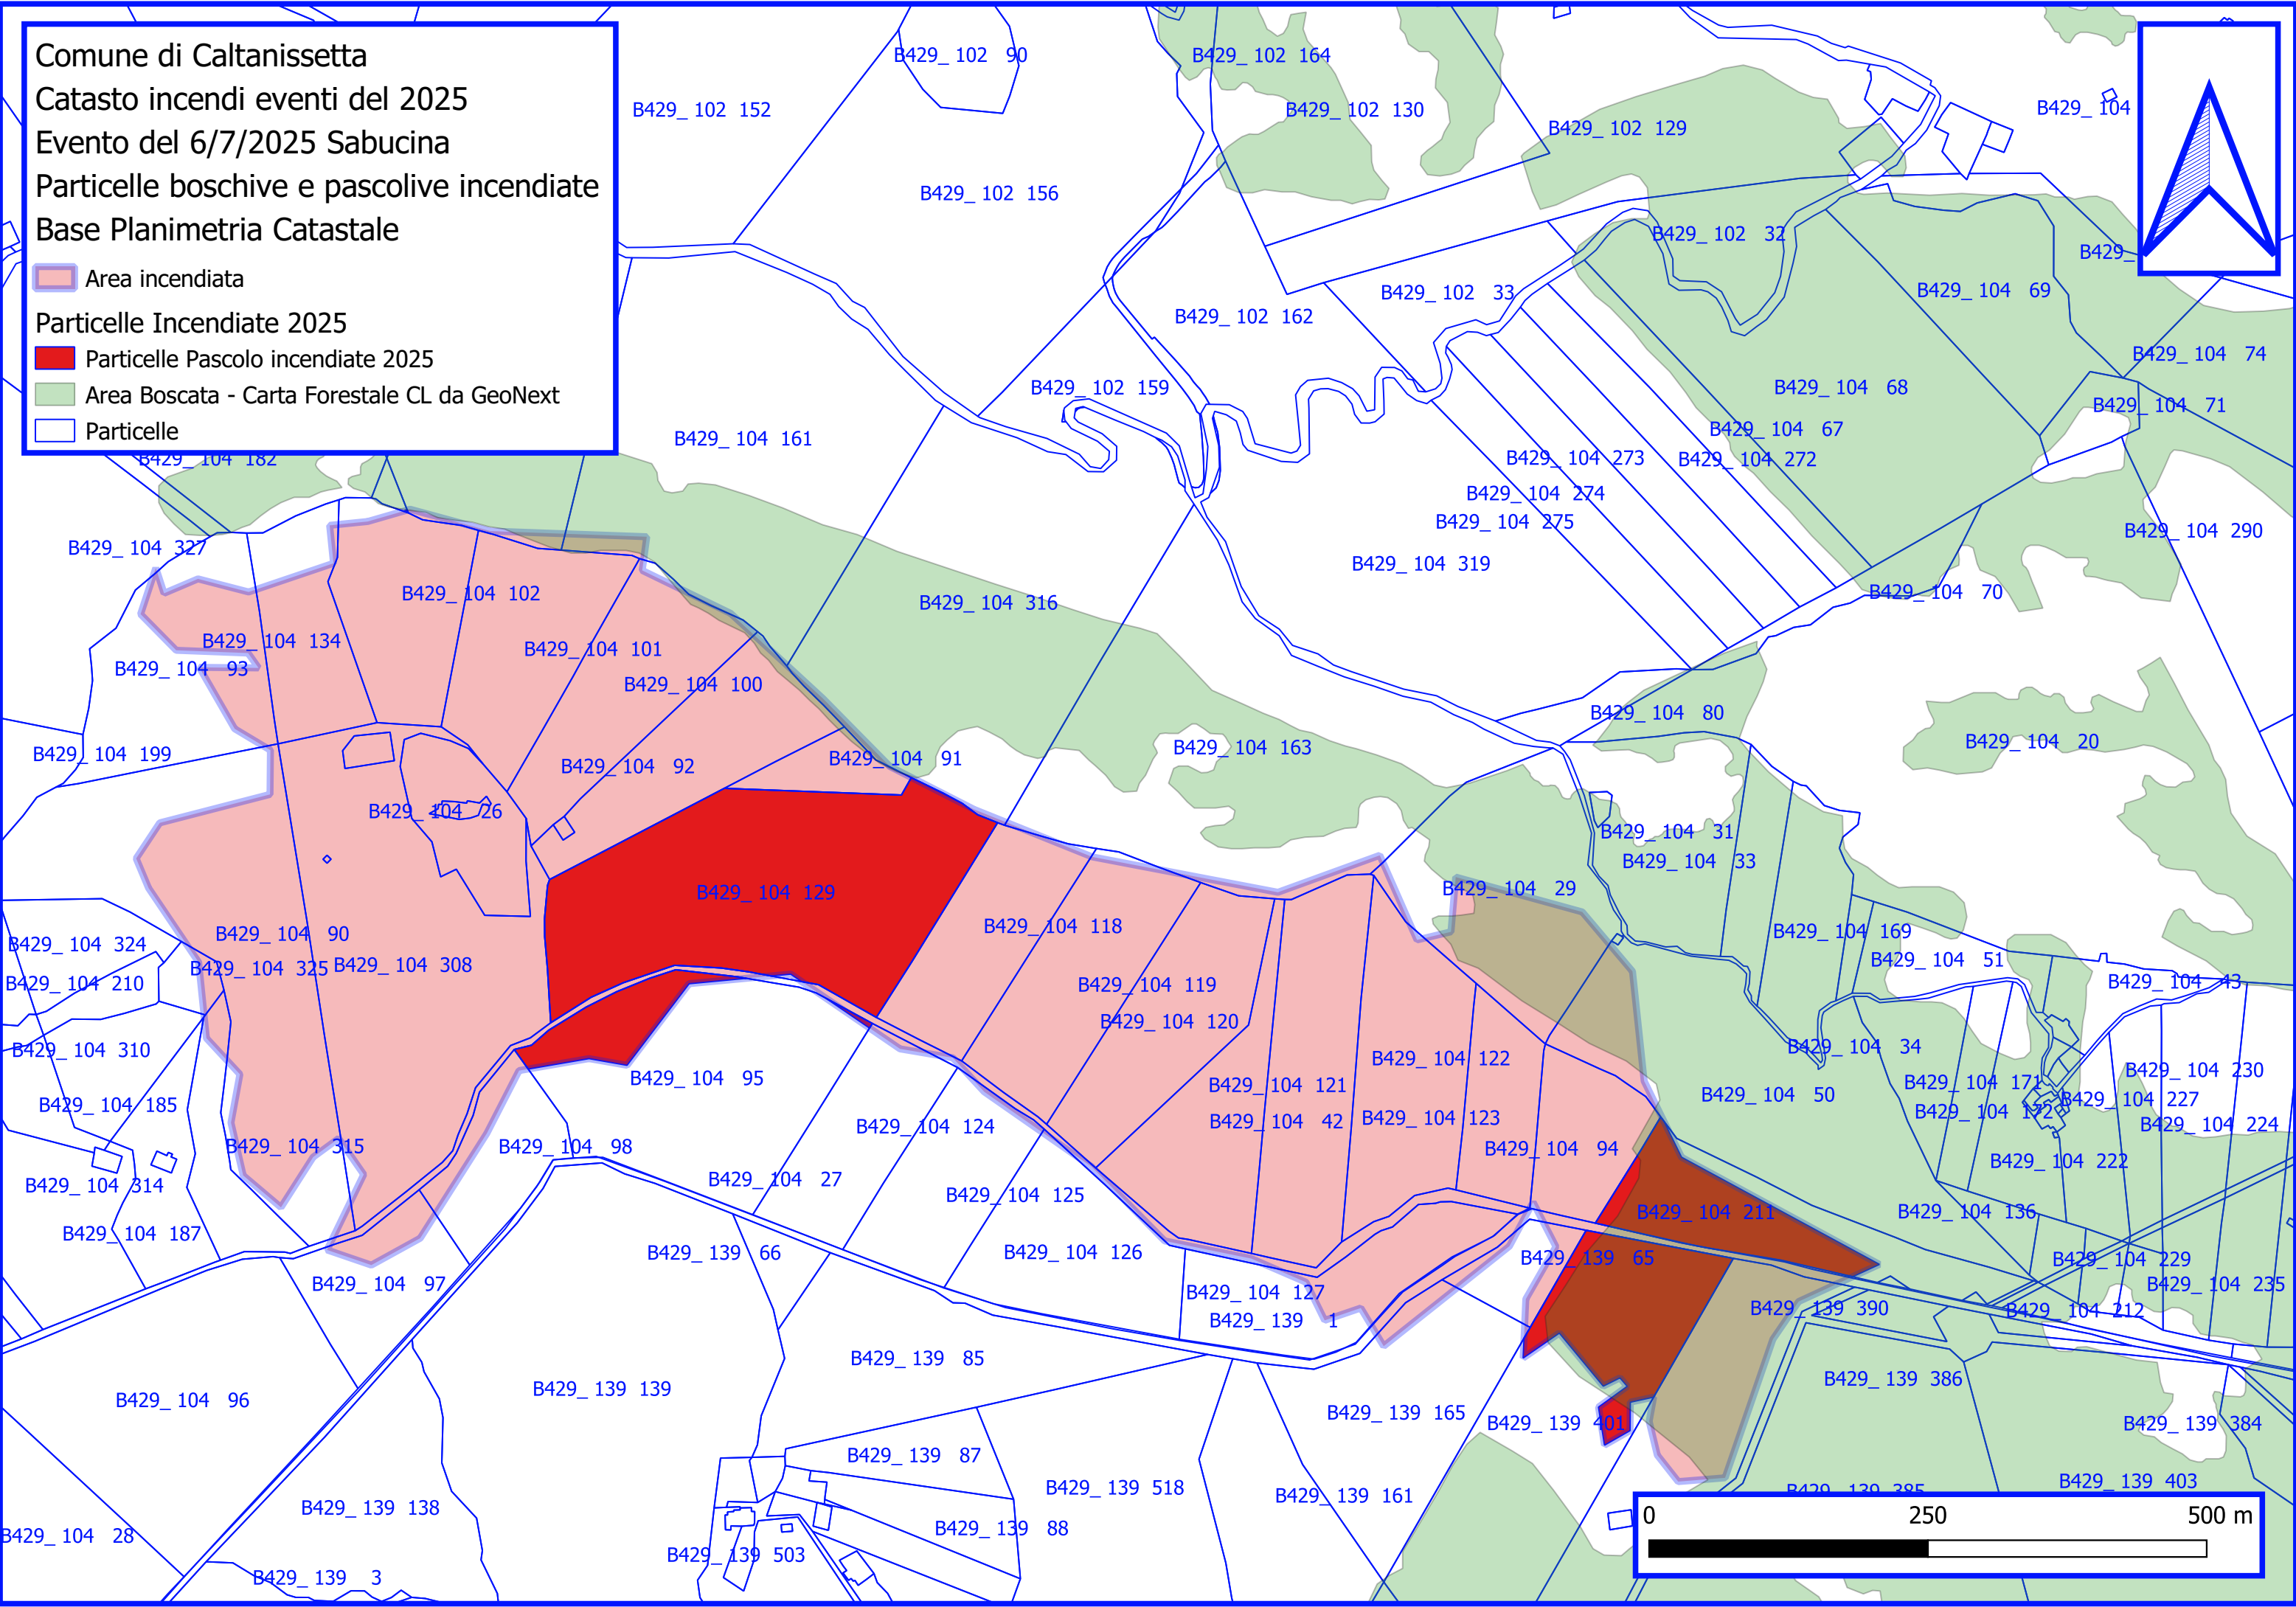 Comune di Caltanissetta
Catasto incendi eventi del 2025
Evento del 6/7/2025 Sabucina
Particelle boschive e pascolive incendiate
Base Planimetria Catastale
Area incendiata
Particelle Incendiate 2025
Particelle Pascolo incendiate 2025
Area Boscata - Carta Forestale CL da GeoNext
Particelle
B429_ 102 90
B429_ 102 164
B429_ 102 152
B429_ 102 130
B429_ 104
B429_ 102 129
B429_ 102 156
B429_ 102 32
B429_
B429_ 104 69
B429_ 102 33
B429_ 102 162
B429_ 104 74
B429_ 102 159
B429_ 104 68
B429_ 104 71
B429_ 104 67
B429_ 104 161
B429_ 104 182
B429_ 104 273
B429_ 104 272
B429_ 104 274
B429_ 104 275
B429_ 104 290
B429_ 104 327
B429_ 104 319
B429_ 104 102
B429_ 104 70
B429_ 104 316
B429_ 104 134
B429_ 104 101
B429_ 104 93
B429_ 104 100
B429_ 104 80
B429_ 104 20
B429_ 104 163
B429_ 104 199
B429_ 104 91
B429_ 104 92
B429_ 104 26
B429_ 104 31
B429_ 104 33
B429_ 104 29
B429_ 104 129
B429_ 104 118
B429_ 104 169
B429_ 104 90
B429_ 104 324
B429_ 104 51
B429_ 104 325
B429_ 104 308
B429_ 104 210
B429_ 104 119
B429_ 104 43
B429_ 104 120
B429_ 104 310
B429_ 104 34
B429_ 104 122
B429_ 104 230
B429_ 104 95
B429_ 104 121
B429_ 104 171
B429_ 104 50
B429_ 104 227
B429_ 104 185
B429_ 104 172
B429_ 104 42
B429_ 104 123
B429_ 104 124
B429_ 104 224
B429_ 104 315
B429_ 104 98
B429_ 104 94
B429_ 104 222
B429_ 104 27
B429_ 104 314
B429_ 104 125
B429_ 104 211
B429_ 104 136
B429_ 104 187
B429_ 139 66
B429_ 104 126
B429_ 139 65
B429_ 104 229
B429_ 104 97
B429_ 104 235
B429_ 104 127
B429_ 139 390
B429_ 104 212
B429_ 139 1
B429_ 139 85
B429_ 139 386
B429_ 139 139
B429_ 104 96
B429_ 139 165
B429_ 139 401
B429_ 139 384
B429_ 139 87
B429_ 139 518
B429_ 139 403
B429_ 139 385
B429_ 139 161
B429_ 139 138
B429_ 139 88
B429_ 104 28
B429_ 139 503
B429_ 139 3
0 250 500 m